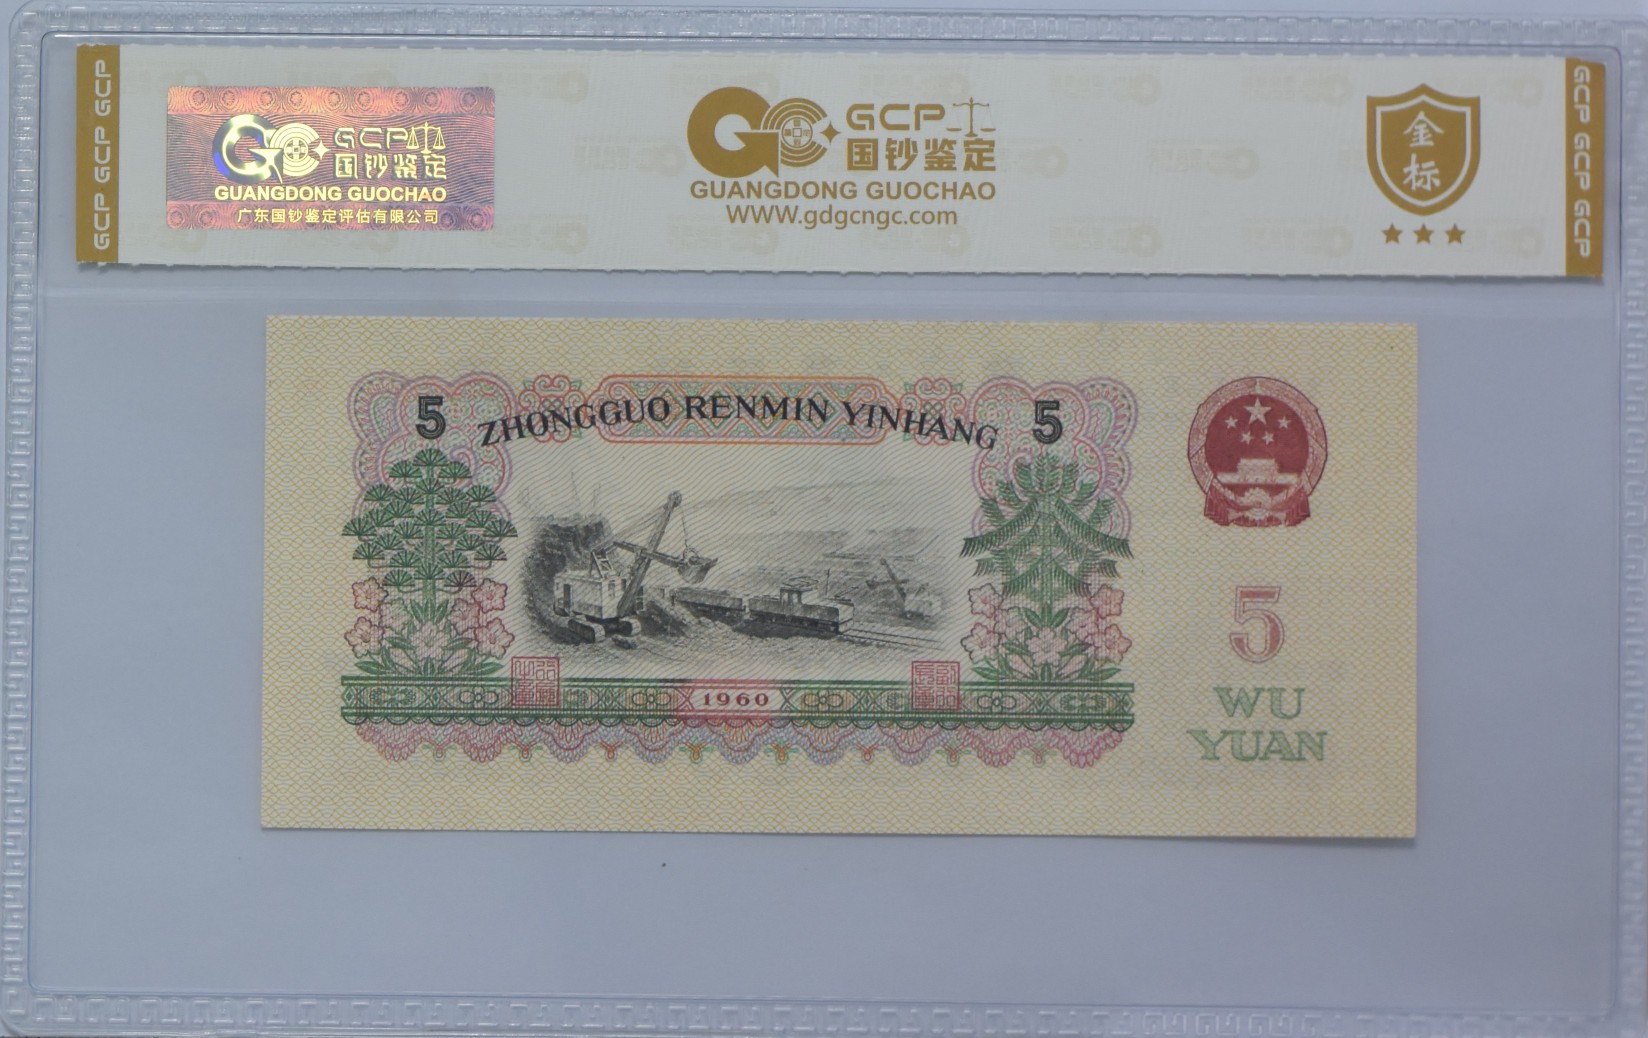 GCP GCP GCP
GCP
国钞鉴定
GUANGDONG GUOCHAO
广东国钞鉴定评估有限公司
GCP
国钞鉴定
GUANGDONG GUOCHAO
WWW.gdgcngc.com
金
标
GCP GCP GCP
5
ZHONGGUO RENMIN YINHANG
5
5
WU
YUAN
1960